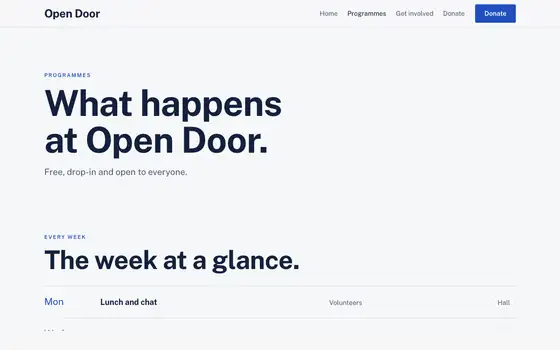 Open Door
Home Programmes Get involved Donate Donate
PROGRAMMES
What happens
at Open Door.
Free, drop-in and open to everyone.
EVERY WEEK
The week at a glance.
Mon Lunch and chat Volunteers Hall